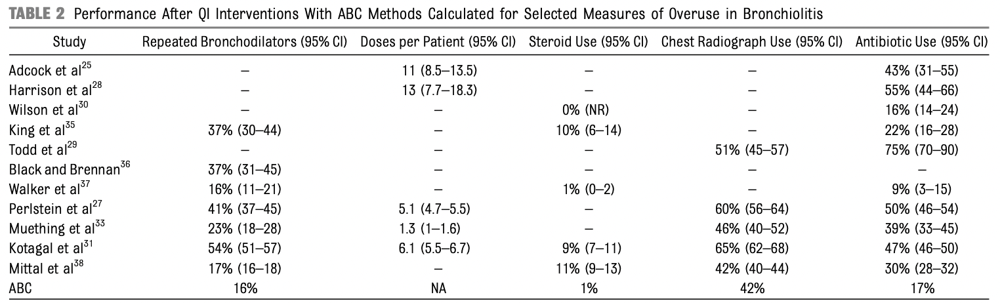 TABLE 2 Performance After QI Interventions With ABC Methods Calculated for Selected Measures of Overuse in Bronchiolitis
Study Repeated Bronchodilators (95% CI) Doses per Patient (95% CI) Steroid Use (95% CI) Chest Radiograph Use (95% CI) Antibiotic Use (95% CI)
Adcock et al25 – 11 (8.5–13.5) – – 43% (31–55)
Harrison et al28 – 13 (7.7–18.3) – – 55% (44–66)
Wilson et al30 – – 0% (NR) – 16% (14–24)
King et al35 37% (30–44) – 10% (6–14) – 22% (16–28)
Todd et al29 – – – 51% (45–57) 75% (70–90)
Black and Brennan36 37% (31–45) – – – –
Walker et al37 16% (11–21) – 1% (0–2) – 9% (3–15)
Perlstein et al27 41% (37–45) 5.1 (4.7–5.5) – 60% (56–64) 50% (46–54)
Muething et al33 23% (18–28) 1.3 (1–1.6) – 46% (40–52) 39% (33–45)
Kotagal et al31 54% (51–57) 6.1 (5.5–6.7) 9% (7–11) 65% (62–68) 47% (46–50)
Mittal et al38 17% (16–18) – 11% (9–13) 42% (40–44) 30% (28–32)
ABC 16% NA 1% 42% 17%